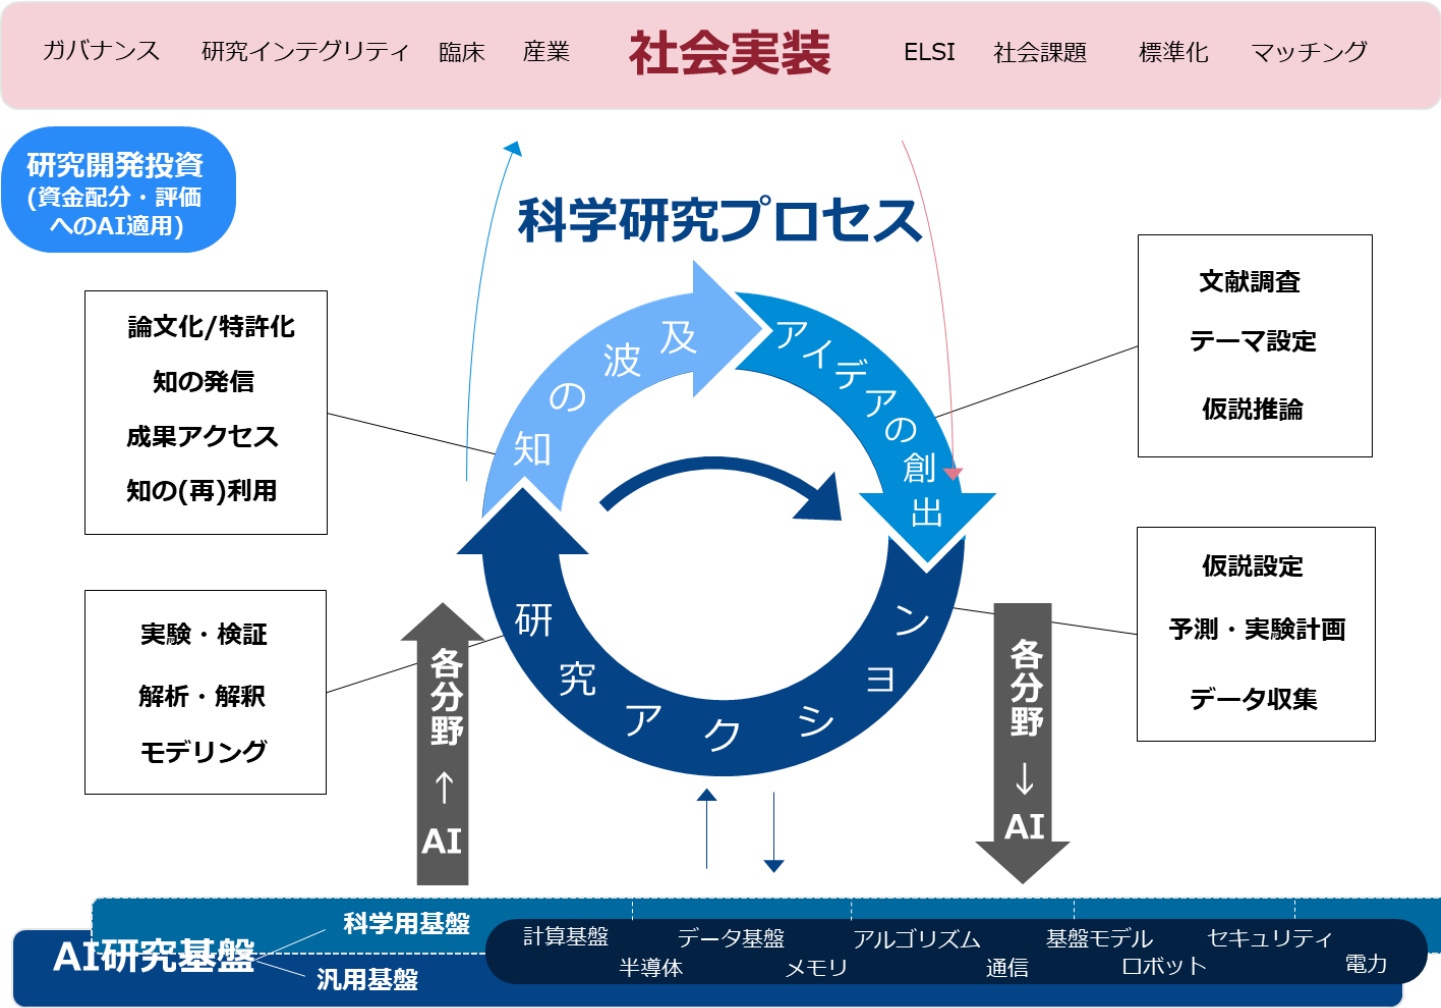 ガバナンス 研究インテグリティ 臨床 産業 社会実装 ELSI 社会課題 標準化 マッチング
研究開発投資
(資金配分・評価
へのAI適用)
科学研究プロセス
論文化/特許化
知の発信
成果アクセス
知の(再)利用
知の波及
アイデアの創出
文献調査
テーマ設定
仮説推論
実験・検証
解析・解釈
モデリング
研究アクション
仮説設定
予測・実験計画
データ収集
各分野↑AI
各分野↓AI
AI研究基盤
科学用基盤
汎用基盤
計算基盤 データ基盤 アルゴリズム 基盤モデル セキュリティ
半導体 メモリ 通信 ロボット 電力